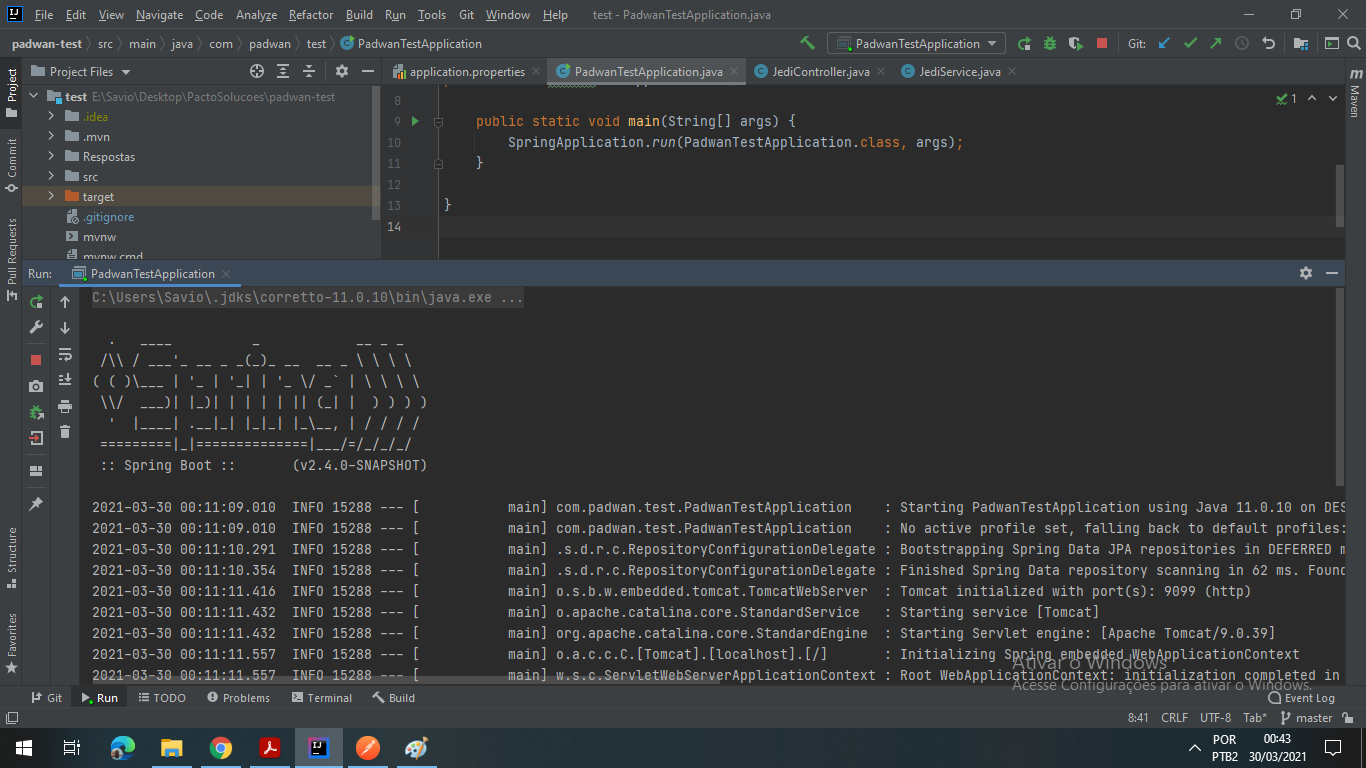 File Edit View Navigate Code Analyze Refactor Build Run Tools Git Window Help test - PadwanTestApplication.java
padwan-test src main java com padwan test PadwanTestApplication PadwanTestApplication Git:
Project Files application.properties PadwanTestApplication.java JediController.java JediService.java
Project
Commit
Pull Requests
Structure
Favorites
Maven
test E:\Savio\Desktop\PactoSolucoes\padwan-test
.idea
.mvn
Respostas
src
target
.gitignore
mvnw
mvnw.cmd
1
8
9 public static void main(String[] args) {
10 SpringApplication.run(PadwanTestApplication.class, args);
11 }
12
13 }
14
Run: PadwanTestApplication
C:\Users\Savio\.jdks\corretto-11.0.10\bin\java.exe ...
  .   ____          _            __ _ _
 /\\ / ___'_ __ _ _(_)_ __  __ _ \ \ \ \
( ( )\___ | '_ | '_| | '_ \/ _` | \ \ \ \
 \\/  ___)| |_)| | | | | || (_| |  ) ) ) )
  '  |____| .__|_| |_|_| |_\__, | / / / /
 =========|_|==============|___/=/_/_/_/
 :: Spring Boot ::       (v2.4.0-SNAPSHOT)
2021-03-30 00:11:09.010  INFO 15288 --- [           main] com.padwan.test.PadwanTestApplication    : Starting PadwanTestApplication using Java 11.0.10 on DES
2021-03-30 00:11:09.010  INFO 15288 --- [           main] com.padwan.test.PadwanTestApplication    : No active profile set, falling back to default profiles:
2021-03-30 00:11:10.291  INFO 15288 --- [           main] .s.d.r.c.RepositoryConfigurationDelegate : Bootstrapping Spring Data JPA repositories in DEFERRED m
2021-03-30 00:11:10.354  INFO 15288 --- [           main] .s.d.r.c.RepositoryConfigurationDelegate : Finished Spring Data repository scanning in 62 ms. Found
2021-03-30 00:11:11.416  INFO 15288 --- [           main] o.s.b.w.embedded.tomcat.TomcatWebServer  : Tomcat initialized with port(s): 9099 (http)
2021-03-30 00:11:11.432  INFO 15288 --- [           main] o.apache.catalina.core.StandardService   : Starting service [Tomcat]
2021-03-30 00:11:11.432  INFO 15288 --- [           main] org.apache.catalina.core.StandardEngine  : Starting Servlet engine: [Apache Tomcat/9.0.39]
2021-03-30 00:11:11.557  INFO 15288 --- [           main] o.a.c.c.C.[Tomcat].[localhost].[/]       : Initializing Spring embedded WebApplicationContext
2021-03-30 00:11:11.557  INFO 15288 --- [           main] w.s.c.ServletWebServerApplicationContext : Root WebApplicationContext: initialization completed in
Ativar o Windows
Acesse Configurações para ativar o Windows.
Git Run TODO Problems Terminal Build Event Log
8:41 CRLF UTF-8 Tab* master
POR 00:43
PTB2 30/03/2021